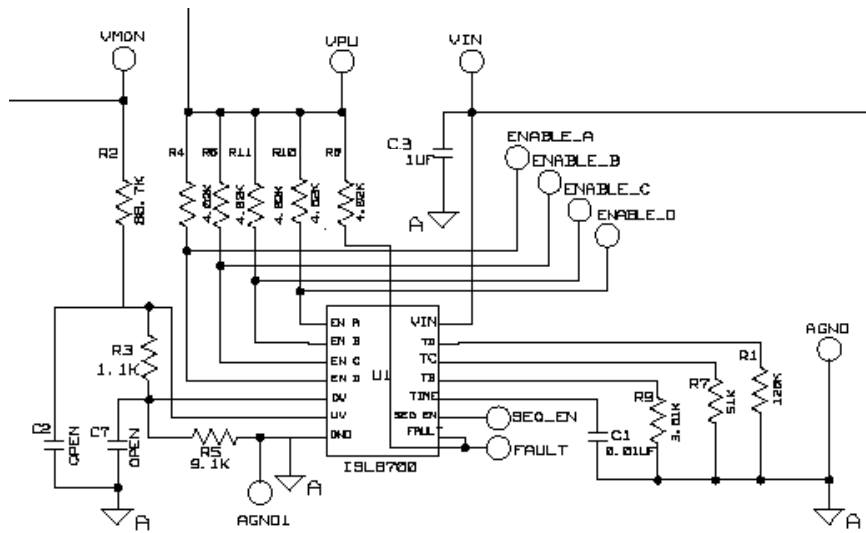 VMON
VPU
VIN
R2
R4
R6
R11
R10
R8
C3
1UF
ENABLE_A
ENABLE_B
ENABLE_C
ENABLE_D
4.02K
4.02K
4.02K
4.02K
4.02K
A
EN A
EN B
EN C
EN D
OV
UV
GND
U1
VIN
TD
TC
TB
TIME
SEQ EN
FAULT
ISL8700
R3
1.1K
C2
OPEN
C7
OPEN
R5
9.1K
AGND1
A
A
SEQ_EN
FAULT
C1
0.01UF
R9
3.01K
R7
51K
R1
120K
AGND
A